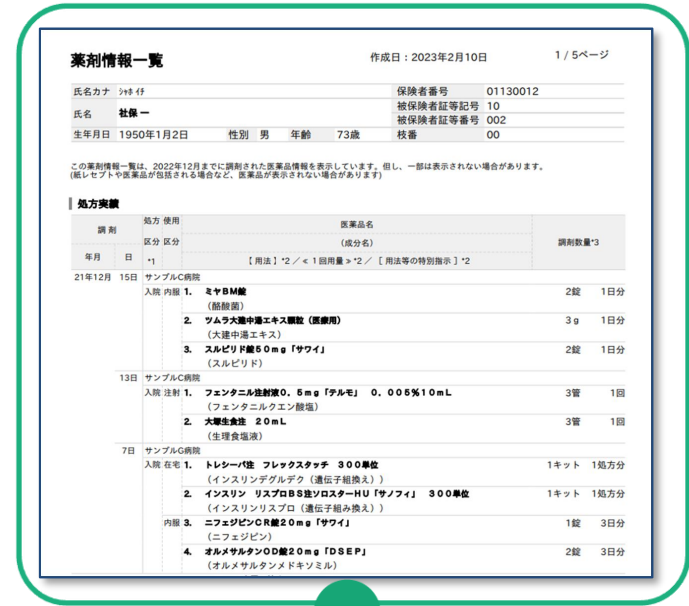 薬剤情報一覧 作成日：2023年2月10日 1 / 5ページ
氏名カナ ｼｬﾎ ｲﾁ 保険者番号 01130012
氏名 社保 一 被保険者証等記号 10
被保険者証等番号 002
生年月日 1950年1月2日 性別 男 年齢 73歳 枝番 00
この薬剤情報一覧は、2022年12月までに調剤された医薬品情報を表示しています。但し、一部は表示されない場合があります。
(紙レセプトや医薬品が包括される場合など、医薬品が表示されない場合があります)
処方実績
調 剤 処方 使用 医薬品名 調剤数量*3
区分 区分 (成分名)
年月 日 *1 【 用法 】*2 ／ ≪ 1回用量 ≫ *2 ／ ［ 用法等の特別指示 ］*2
21年12月 15日 サンプルC病院
入院 内服 1. ミヤＢＭ錠 2錠 1日分
（酪酸菌）
2. ツムラ大建中湯エキス顆粒（医療用） 3ｇ 1日分
（大建中湯エキス）
3. スルピリド錠５０ｍｇ「サワイ」 2錠 1日分
（スルピリド）
13日 サンプルC病院
入院 注射 1. フェンタニル注射液０．５ｍｇ「テルモ」 ０．００５％１０ｍＬ 3管 1回
（フェンタニルクエン酸塩）
2. 大塚生食注 ２０ｍＬ 3管 1回
（生理食塩液）
7日 サンプルG病院
入院 在宅 1. トレシーバ注 フレックスタッチ ３００単位 1キット 1処方分
（インスリンデグルデク（遺伝子組換え））
2. インスリン リスプロＢＳ注ソロスターＨＵ「サノフィ」 ３００単位 1キット 1処方分
（インスリンリスプロ（遺伝子組み換え））
内服 3. ニフェジピンＣＲ錠２０ｍｇ「サワイ」 1錠 3日分
（ニフェジピン）
4. オルメサルタンＯＤ錠２０ｍｇ「ＤＳＥＰ」 2錠 3日分
（オルメサルタンメドキソミル）